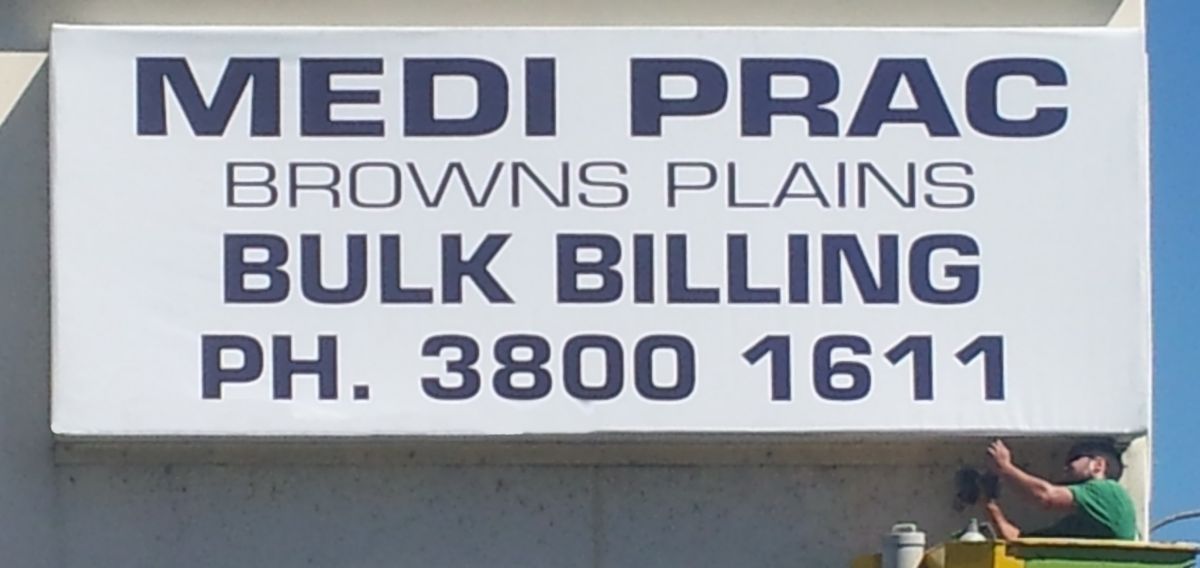 MEDI PRAC
BROWNS PLAINS
BULK BILLING
PH. 3800 1611